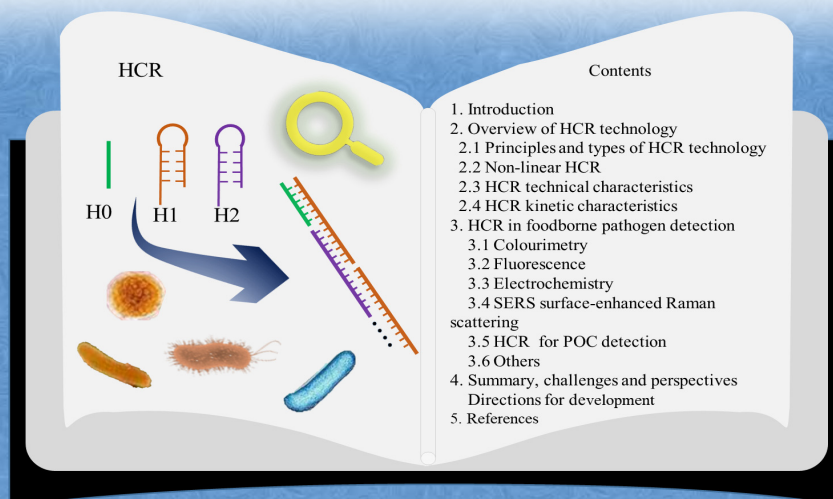 HCR
H0
H1
H2
Contents
1. Introduction
2. Overview of HCR technology
2.1 Principles and types of HCR technology
2.2 Non-linear HCR
2.3 HCR technical characteristics
2.4 HCR kinetic characteristics
3. HCR in foodborne pathogen detection
3.1 Colourimetry
3.2 Fluorescence
3.3 Electrochemistry
3.4 SERS surface-enhanced Raman
scattering
3.5 HCR for POC detection
3.6 Others
4. Summary, challenges and perspectives
Directions for development
5. References